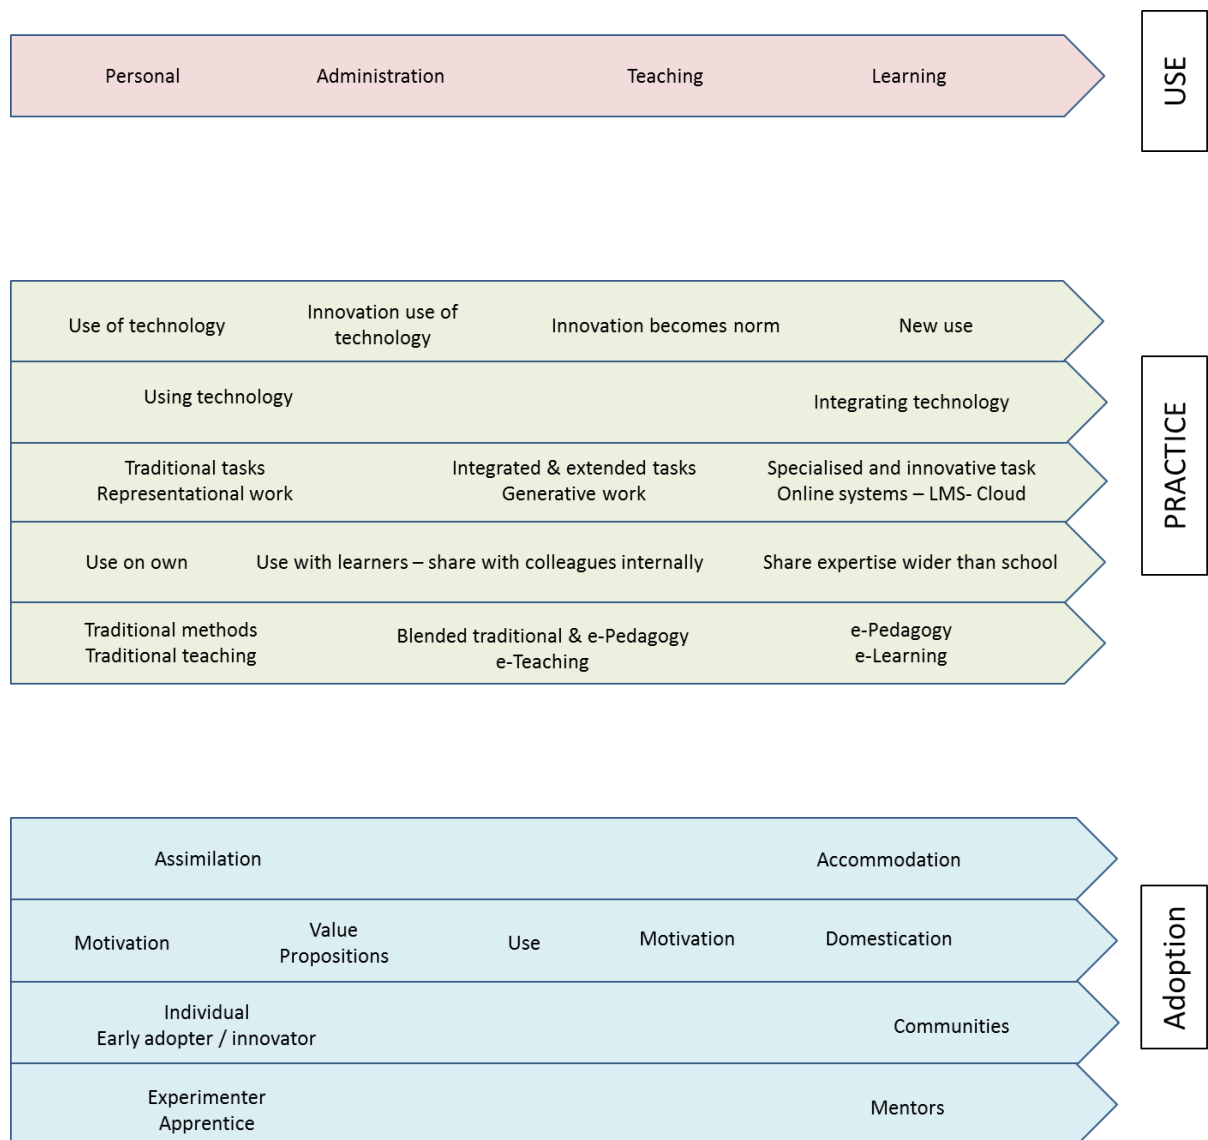 Personal Administration Teaching Learning
USE
Use of technology
Innovation use of
technology
Innovation becomes norm
New use
Using technology
Integrating technology
PRACTICE
Traditional tasks
Representational work
Integrated & extended tasks
Generative work
Specialised and innovative task
Online systems – LMS- Cloud
Use on own
Use with learners – share with colleagues internally
Share expertise wider than school
Traditional methods
Traditional teaching
Blended traditional & e-Pedagogy
e-Teaching
e-Pedagogy
e-Learning
Assimilation
Accommodation
Motivation
Value
Propositions
Use
Motivation
Domestication
Adoption
Individual
Early adopter / innovator
Communities
Experimenter
Apprentice
Mentors